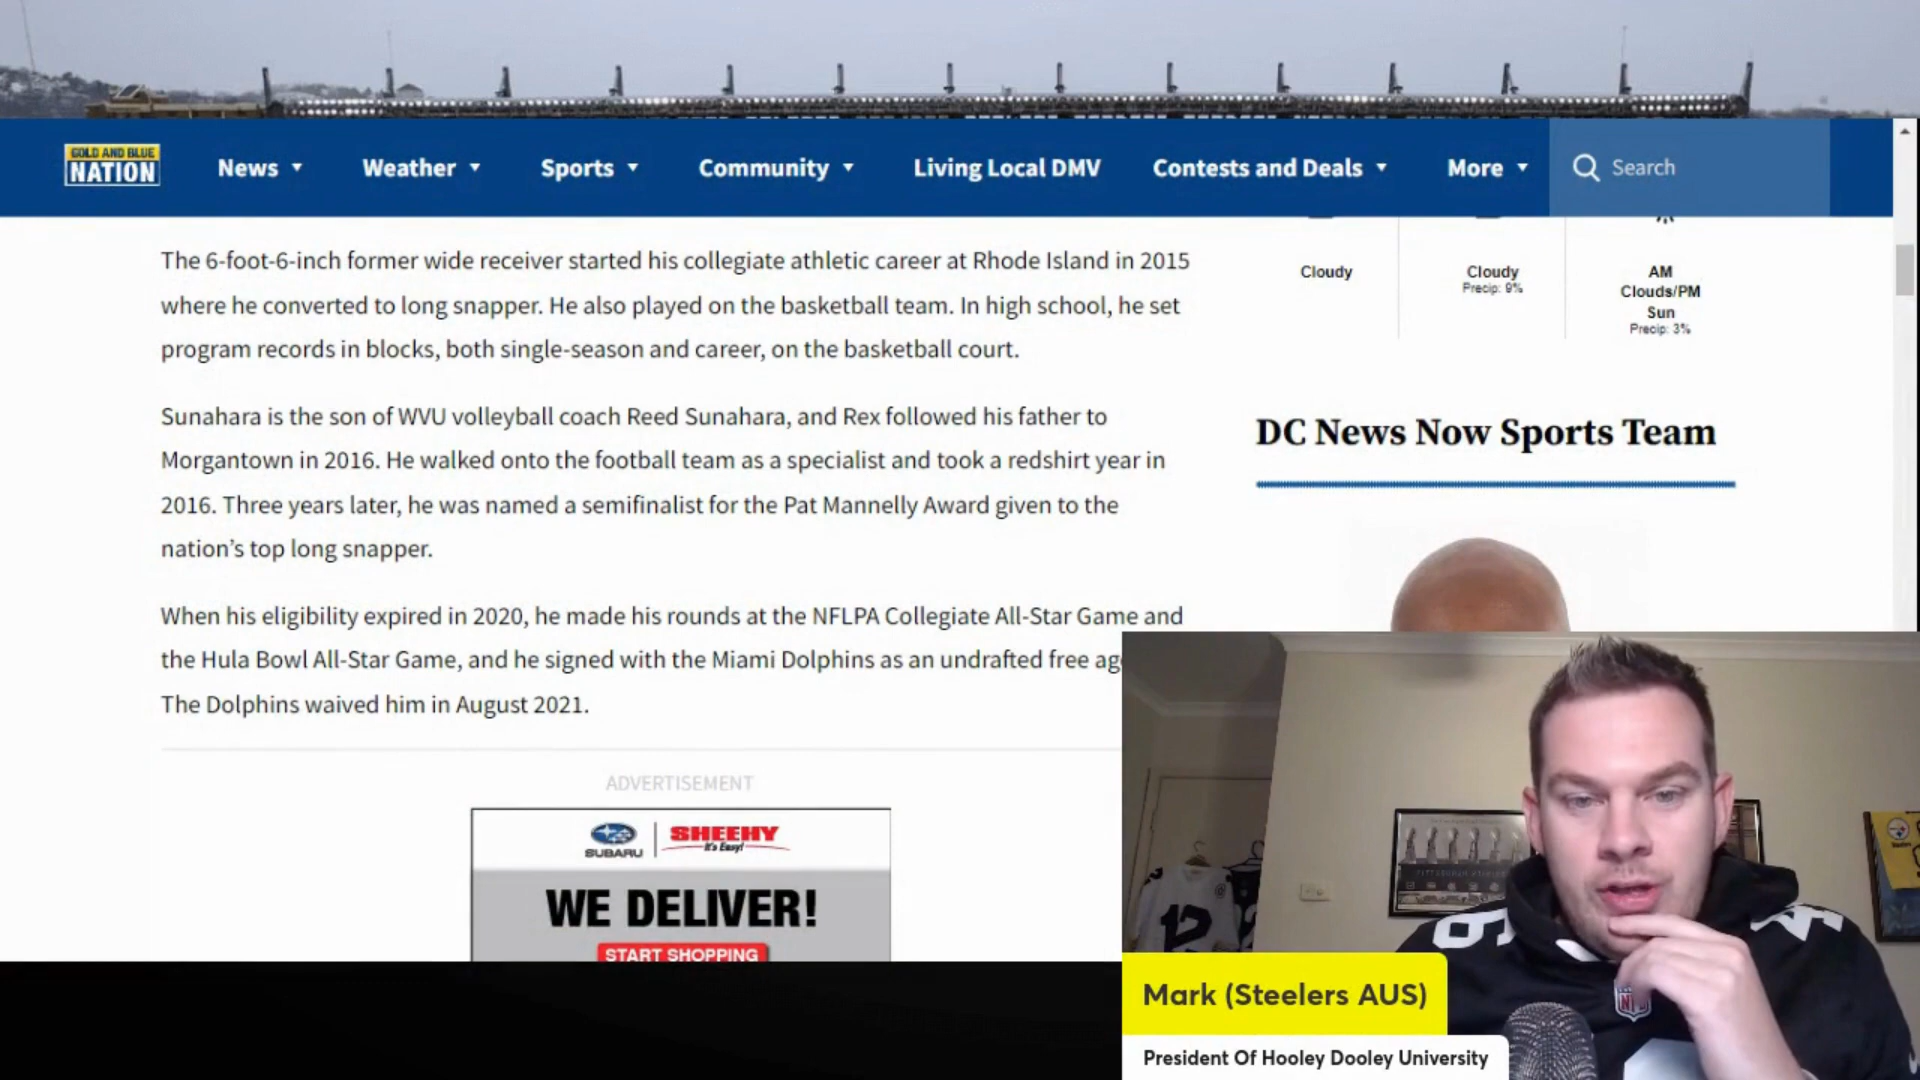 GOLD AND BLUE
NATION
News
Weather
Sports
Community
Living Local DMV
Contests and Deals
More
Search
The 6-foot-6-inch former wide receiver started his collegiate athletic career at Rhode Island in 2015
where he converted to long snapper. He also played on the basketball team. In high school, he set
program records in blocks, both single-season and career, on the basketball court.
Sunahara is the son of WVU volleyball coach Reed Sunahara, and Rex followed his father to
Morgantown in 2016. He walked onto the football team as a specialist and took a redshirt year in
2016. Three years later, he was named a semifinalist for the Pat Mannelly Award given to the
nation's top long snapper.
When his eligibility expired in 2020, he made his rounds at the NFLPA Collegiate All-Star Game and
the Hula Bowl All-Star Game, and he signed with the Miami Dolphins as an undrafted free ag
The Dolphins waived him in August 2021.
ADVERTISEMENT
SUBARU
SHEEHY
It's Easy!
WE DELIVER!
START SHOPPING
Cloudy
Cloudy
Precip: 9%
AM
Clouds/PM
Sun
Precip: 3%
DC News Now Sports Team
12
NFL
Mark (Steelers AUS)
President Of Hooley Dooley University